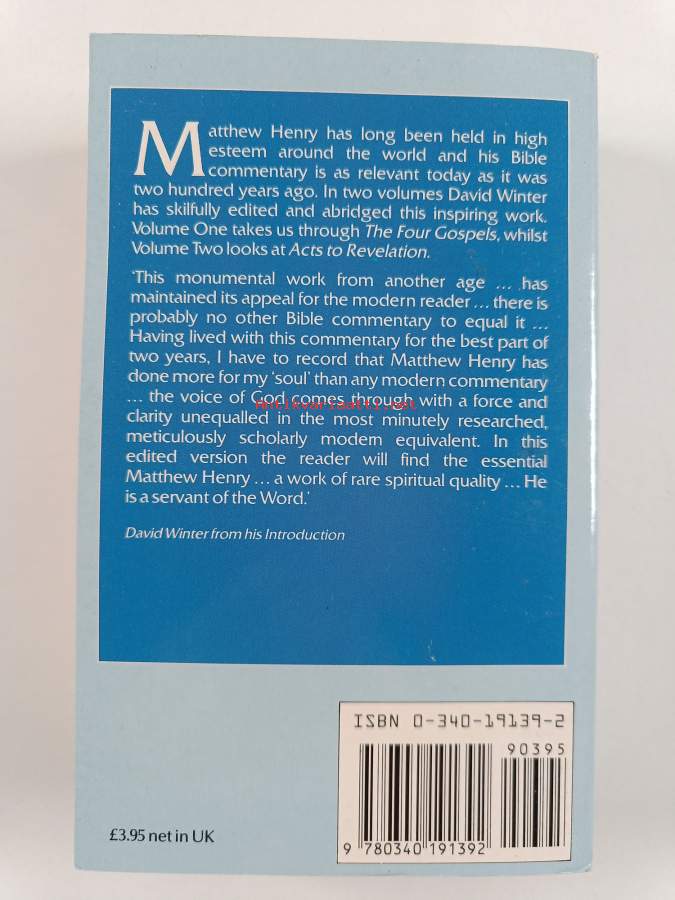 Matthew Henry has long been held in high
esteem around the world and his Bible
commentary is as relevant today as it was
two hundred years ago. In two volumes David Winter
has skilfully edited and abridged this inspiring work.
Volume One takes us through The Four Gospels, whilst
Volume Two looks at Acts to Revelation.
'This monumental work from another age ... has
maintained its appeal for the modern reader ... there is
probably no other Bible commentary to equal it ...
Having lived with this commentary for the best part of
two years, I have to record that Matthew Henry has
done more for my 'soul' than any modern commentary
... the voice of God comes through with a force and
Antikvariaatti.net
clarity unequalled in the most minutely researched,
meticulously scholarly modern equivalent. In this
edited version the reader will find the essential
Matthew Henry ... a work of rare spiritual quality ... He
is a servant of the Word.'
David Winter from his Introduction
ISBN 0-340-19139-2
90395
9 780340 191392
£3.95 net in UK